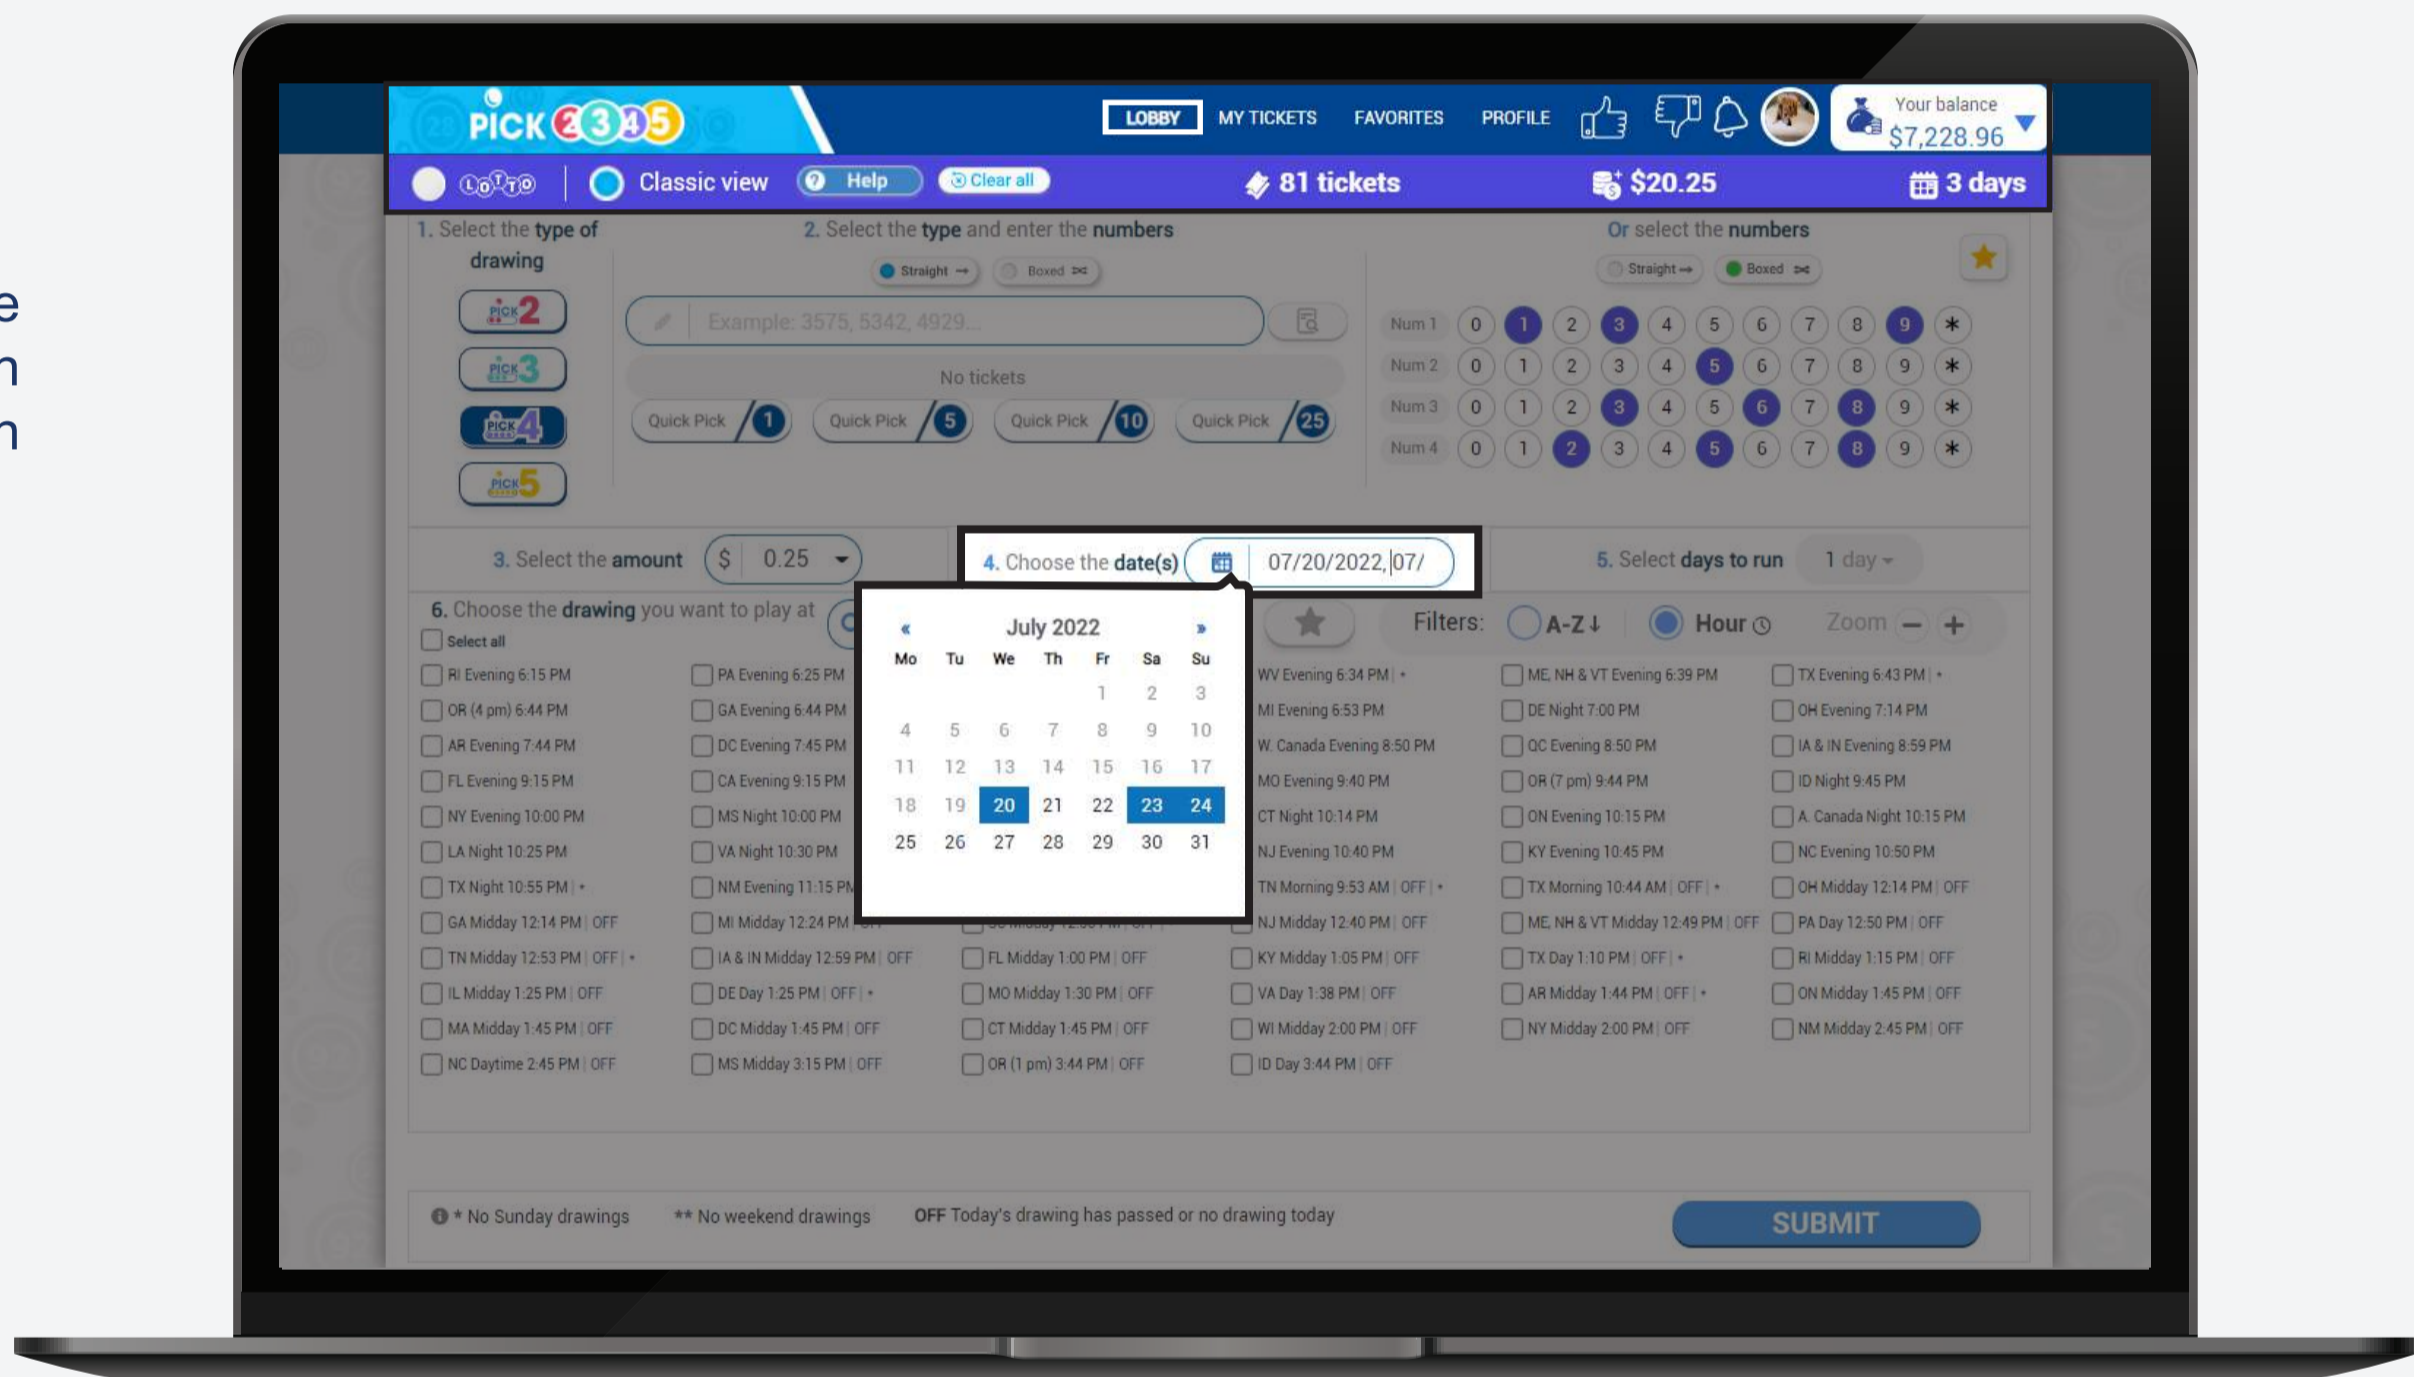 e
n
n
PICK 2345
LOBBY MY TICKETS FAVORITES PROFILE
Your balance
$7,228.96
LOTTO Classic view Help Clear all 81 tickets $20.25 3 days
1. Select the type of
drawing
PICK 2
PICK 3
PICK 4
PICK 5
2. Select the type and enter the numbers
Straight → Boxed
Example: 3575, 5342, 4929...
No tickets
Quick Pick /1 Quick Pick /5 Quick Pick /10 Quick Pick /25
Or select the numbers
Straight → Boxed
Num 1 0 1 2 3 4 5 6 7 8 9 *
Num 2 0 1 2 3 4 5 6 7 8 9 *
Num 3 0 1 2 3 4 5 6 7 8 9 *
Num 4 0 1 2 3 4 5 6 7 8 9 *
3. Select the amount $ 0.25
4. Choose the date(s) 07/20/2022, 07/
5. Select days to run 1 day
6. Choose the drawing you want to play at
Filters: A-Z↓ Hour Zoom − +
Select all
« July 2022 »
Mo Tu We Th Fr Sa Su
1 2 3
4 5 6 7 8 9 10
11 12 13 14 15 16 17
18 19 20 21 22 23 24
25 26 27 28 29 30 31
RI Evening 6:15 PM PA Evening 6:25 PM WV Evening 6:34 PM | * ME, NH & VT Evening 6:39 PM TX Evening 6:43 PM | *
OR (4 pm) 6:44 PM GA Evening 6:44 PM MI Evening 6:53 PM DE Night 7:00 PM OH Evening 7:14 PM
AR Evening 7:44 PM DC Evening 7:45 PM W. Canada Evening 8:50 PM QC Evening 8:50 PM IA & IN Evening 8:59 PM
FL Evening 9:15 PM CA Evening 9:15 PM MO Evening 9:40 PM OR (7 pm) 9:44 PM ID Night 9:45 PM
NY Evening 10:00 PM MS Night 10:00 PM CT Night 10:14 PM ON Evening 10:15 PM A. Canada Night 10:15 PM
LA Night 10:25 PM VA Night 10:30 PM NJ Evening 10:40 PM KY Evening 10:45 PM NC Evening 10:50 PM
TX Night 10:55 PM | * NM Evening 11:15 PM TN Morning 9:53 AM | OFF | * TX Morning 10:44 AM | OFF | * OH Midday 12:14 PM | OFF
GA Midday 12:14 PM | OFF MI Midday 12:24 PM NJ Midday 12:40 PM | OFF ME, NH & VT Midday 12:49 PM | OFF PA Day 12:50 PM | OFF
TN Midday 12:53 PM | OFF | * IA & IN Midday 12:59 PM | OFF FL Midday 1:00 PM | OFF KY Midday 1:05 PM | OFF TX Day 1:10 PM | OFF | * RI Midday 1:15 PM | OFF
IL Midday 1:25 PM | OFF DE Day 1:25 PM | OFF | * MO Midday 1:30 PM | OFF VA Day 1:38 PM | OFF AR Midday 1:44 PM | OFF | * ON Midday 1:45 PM | OFF
MA Midday 1:45 PM | OFF DC Midday 1:45 PM | OFF CT Midday 1:45 PM | OFF WI Midday 2:00 PM | OFF NY Midday 2:00 PM | OFF NM Midday 2:45 PM | OFF
NC Daytime 2:45 PM | OFF MS Midday 3:15 PM | OFF OR (1 pm) 3:44 PM | OFF ID Day 3:44 PM | OFF
* No Sunday drawings ** No weekend drawings OFF Today's drawing has passed or no drawing today
SUBMIT